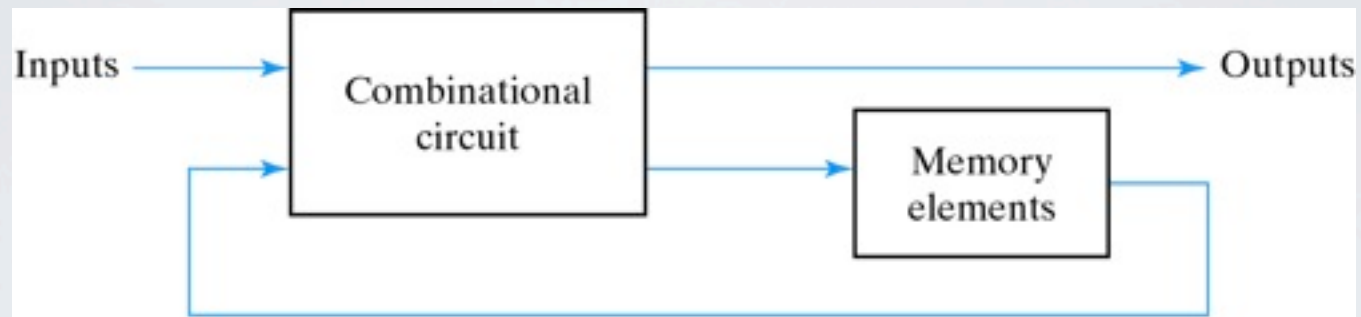 Inputs
Combinational
circuit
Outputs
Memory
elements